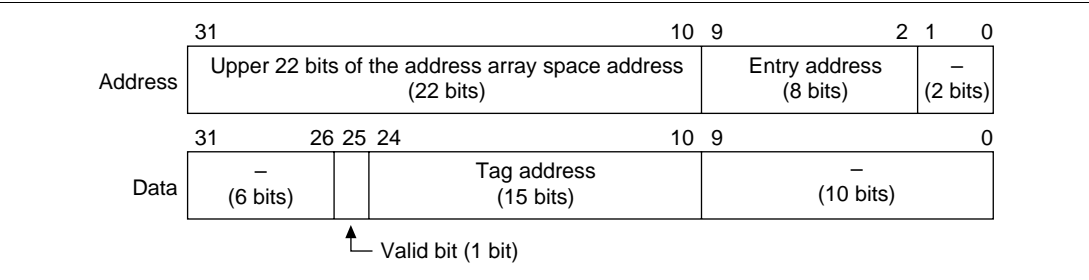 31 10 9 2 1 0
Address Upper 22 bits of the address array space address Entry address –
(22 bits) (8 bits) (2 bits)
31 26 25 24 10 9 0
Data – Tag address –
(6 bits) (15 bits) (10 bits)
Valid bit (1 bit)